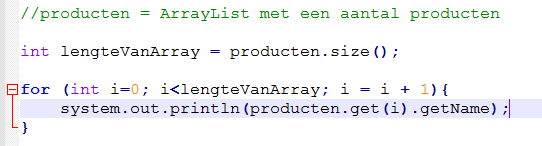 //producten = ArrayList met een aantal producten
int lengteVanArray = producten.size();
for (int i=0; i<lengteVanArray; i = i + 1){
system.out.println(producten.get(i).getName);
}